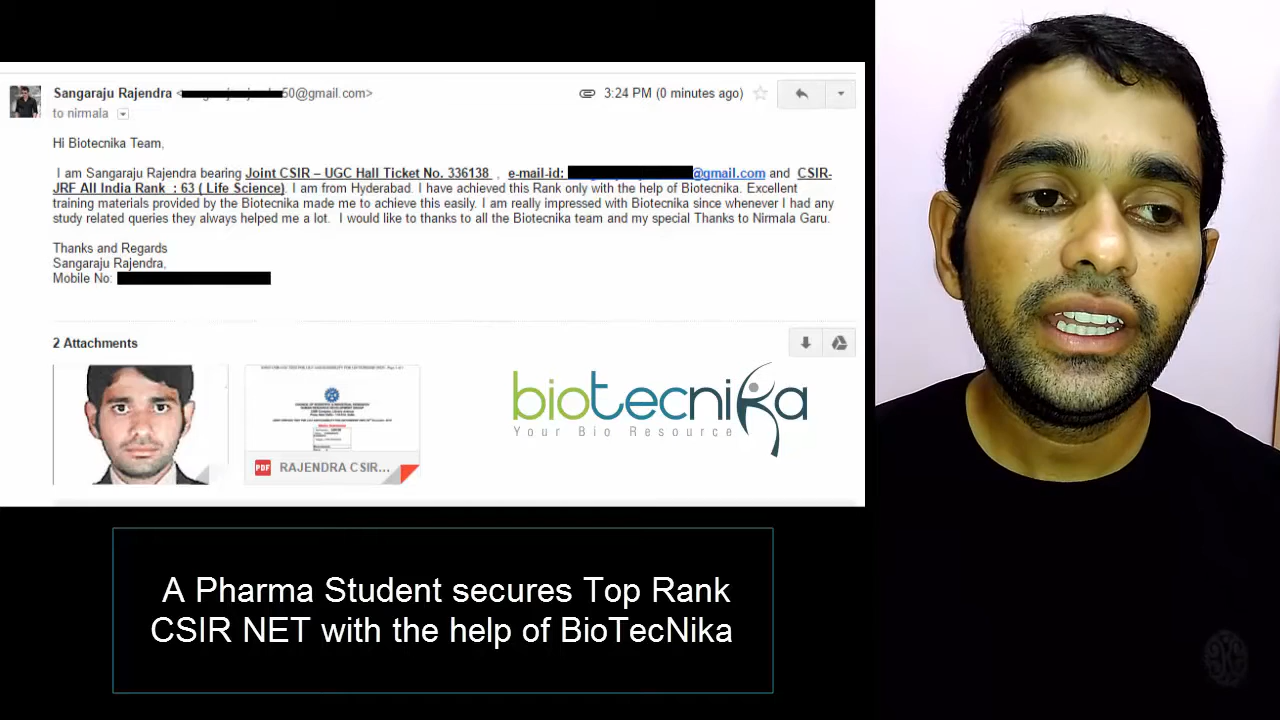 Sangaraju Rajendra < 50@gmail.com>
3:24 PM (0 minutes ago)
to nirmala
Hi Biotecnika Team,
I am Sangaraju Rajendra bearing Joint CSIR – UGC Hall Ticket No. 336138 , e-mail-id: @gmail.com and CSIR-
JRF All India Rank : 63 ( Life Science). I am from Hyderabad. I have achieved this Rank only with the help of Biotecnika. Excellent
training materials provided by the Biotecnika made me to achieve this easily. I am really impressed with Biotecnika since whenever I had any
study related queries they always helped me a lot. I would like to thanks to all the Biotecnika team and my special Thanks to Nirmala Garu.
Thanks and Regards
Sangaraju Rajendra,
Mobile No:
2 Attachments
PDF RAJENDRA CSIR...
biotecnika
Your Bio Resource
A Pharma Student secures Top Rank
CSIR NET with the help of BioTecNika